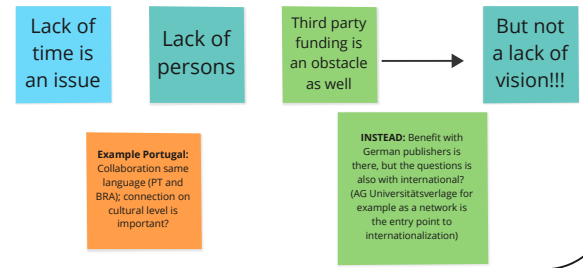 Lack of
time is
an issue
Lack of
persons
Third party
funding is
an obstacle
as well
But not
a lack of
vision!!!
Example Portugal:
Collaboration same
language (PT and
BRA); connection on
cultural level is
important?
INSTEAD: Benefit with
German publishers is
there, but the questions is
also with international?
(AG Universitätsverlage for
example as a network is
the entry point to
internationalization)